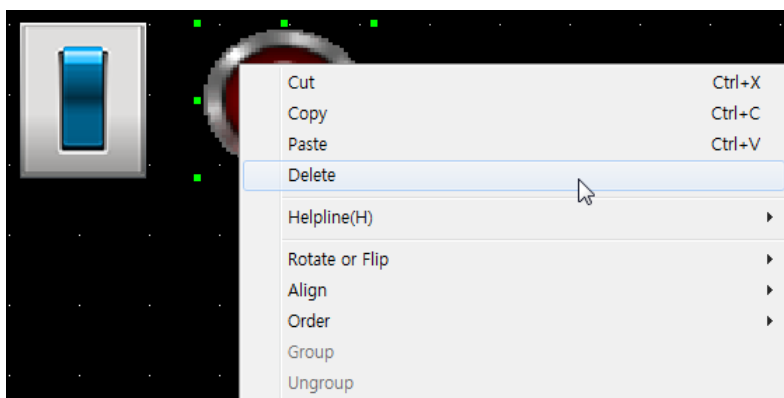 Cut Ctrl+X
Copy Ctrl+C
Paste Ctrl+V
Delete
Helpline(H)
Rotate or Flip
Align
Order
Group
Ungroup